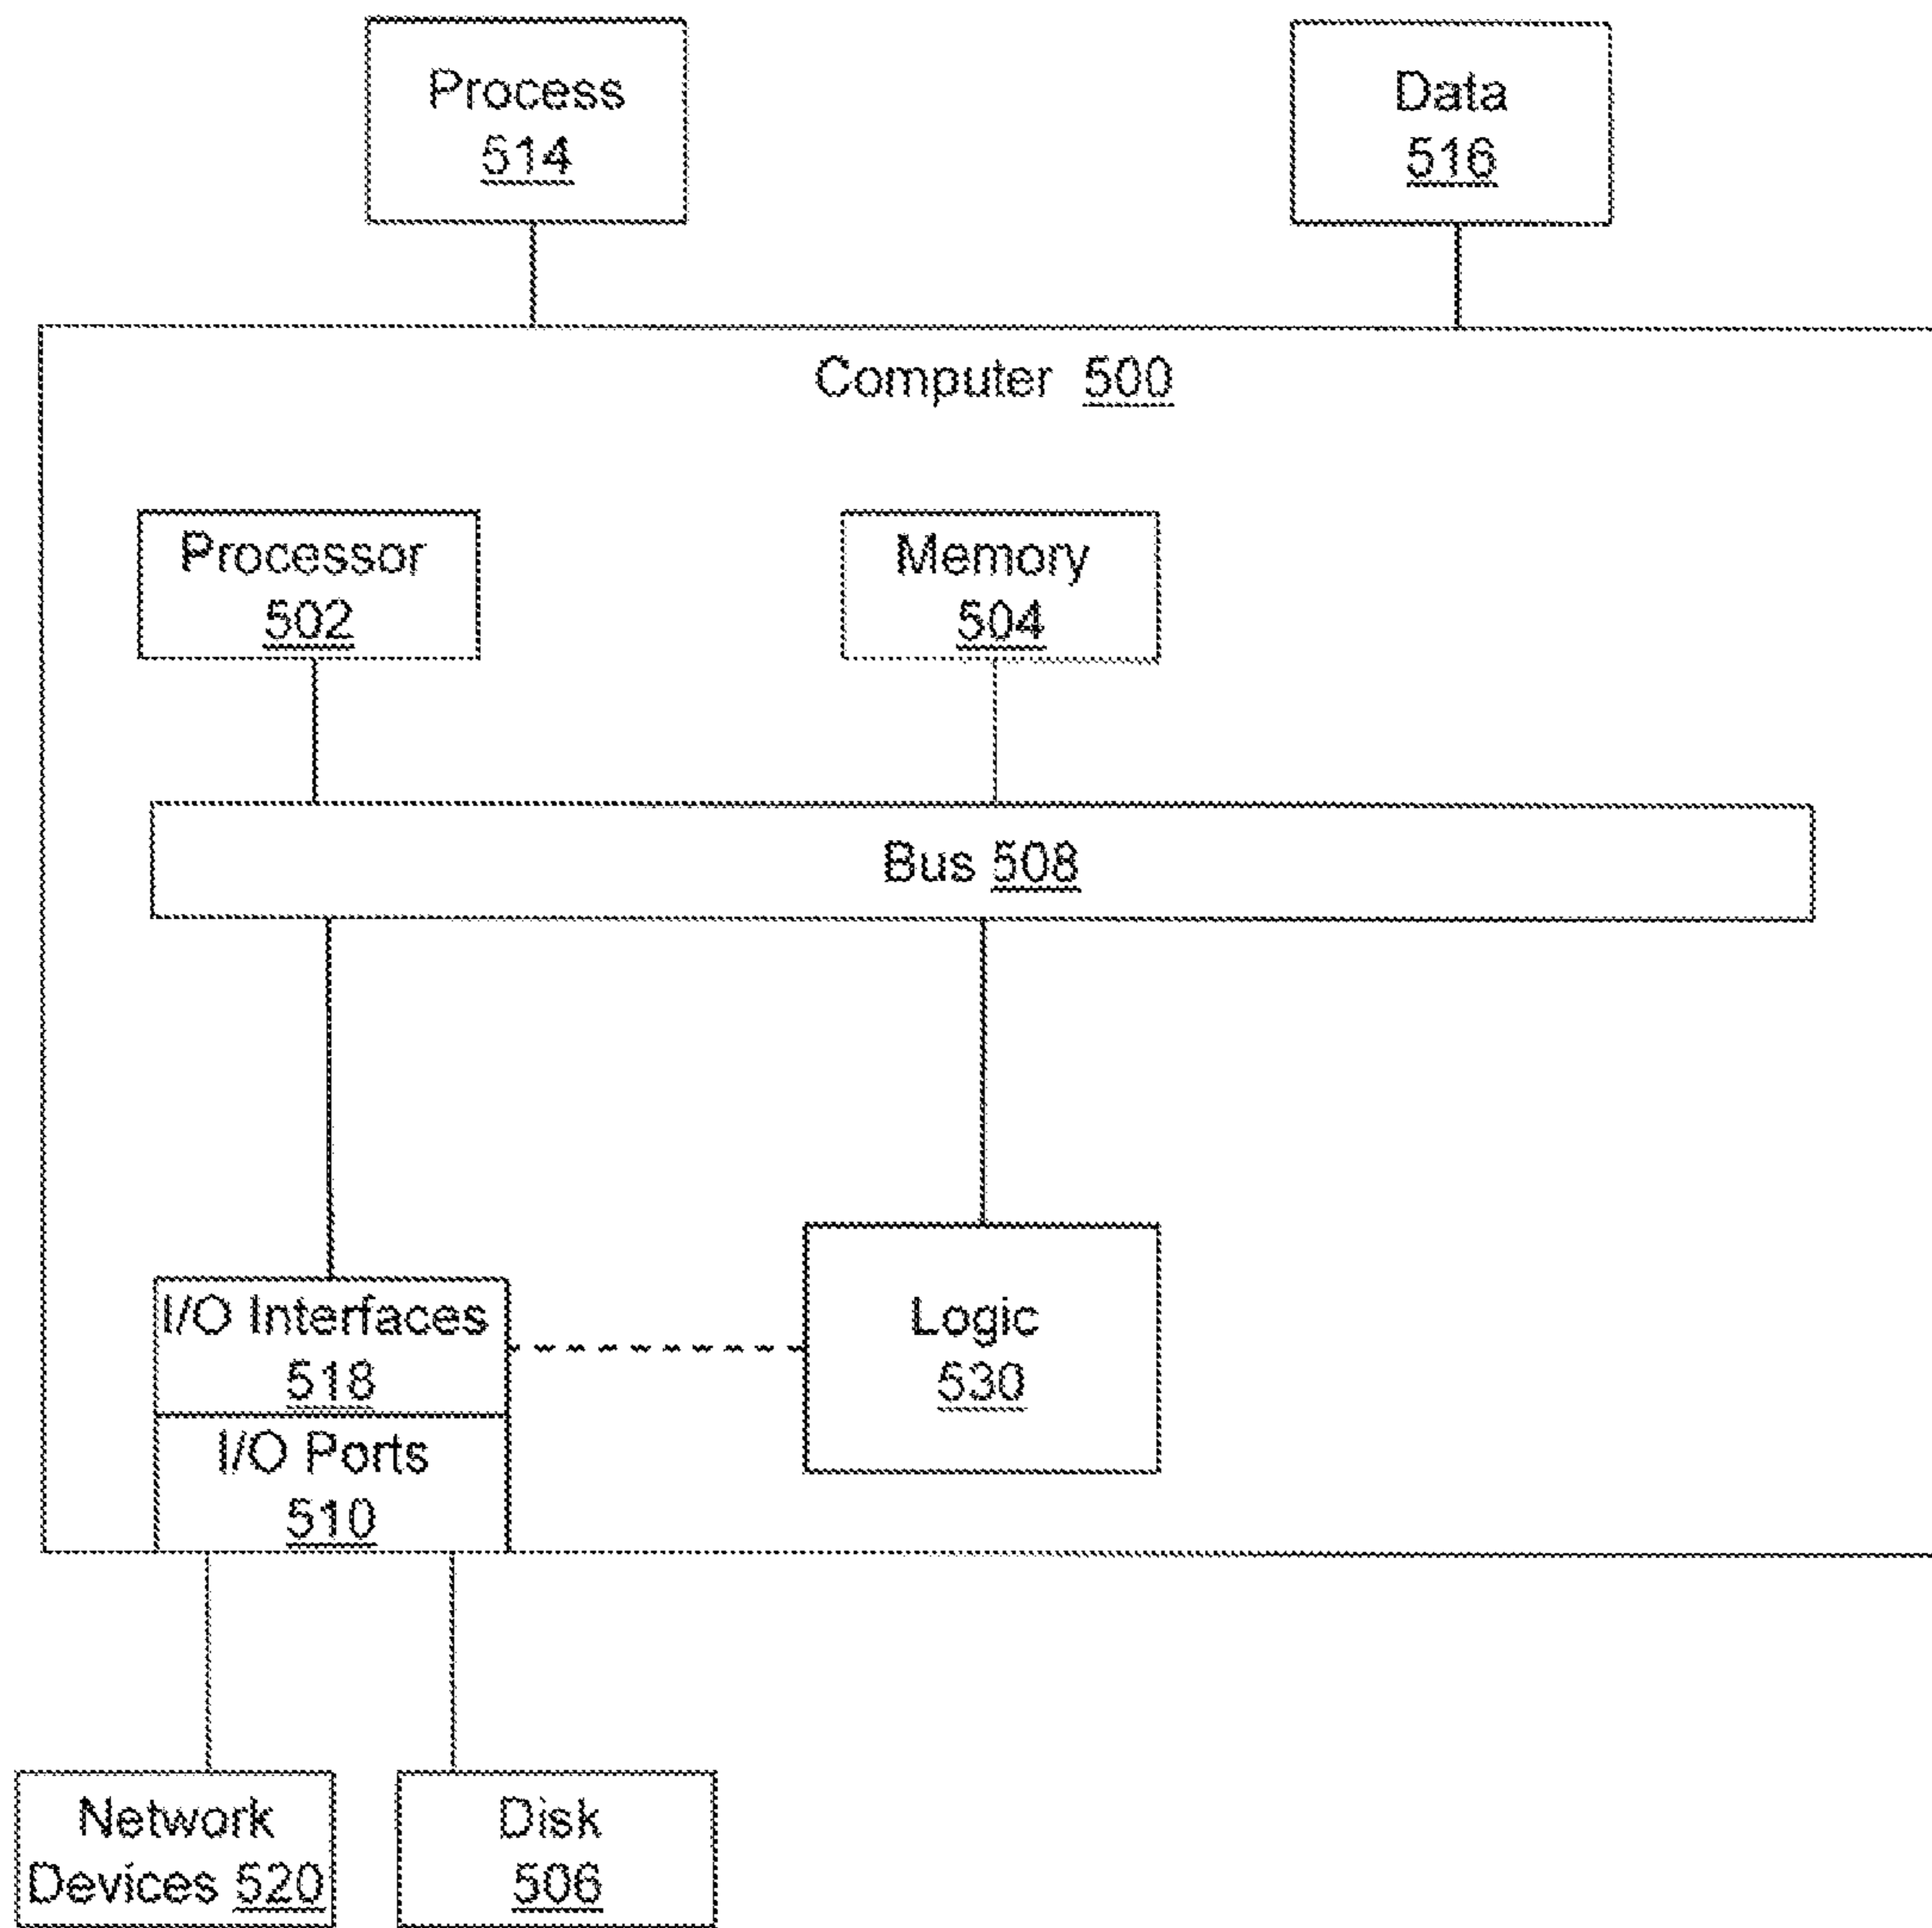 Process
514
Data
516
Computer 500
Processor
502
Memory
504
Bus 508
I/O Interfaces
518
Logic
530
I/O Ports
510
Network
Devices 520
Disk
506